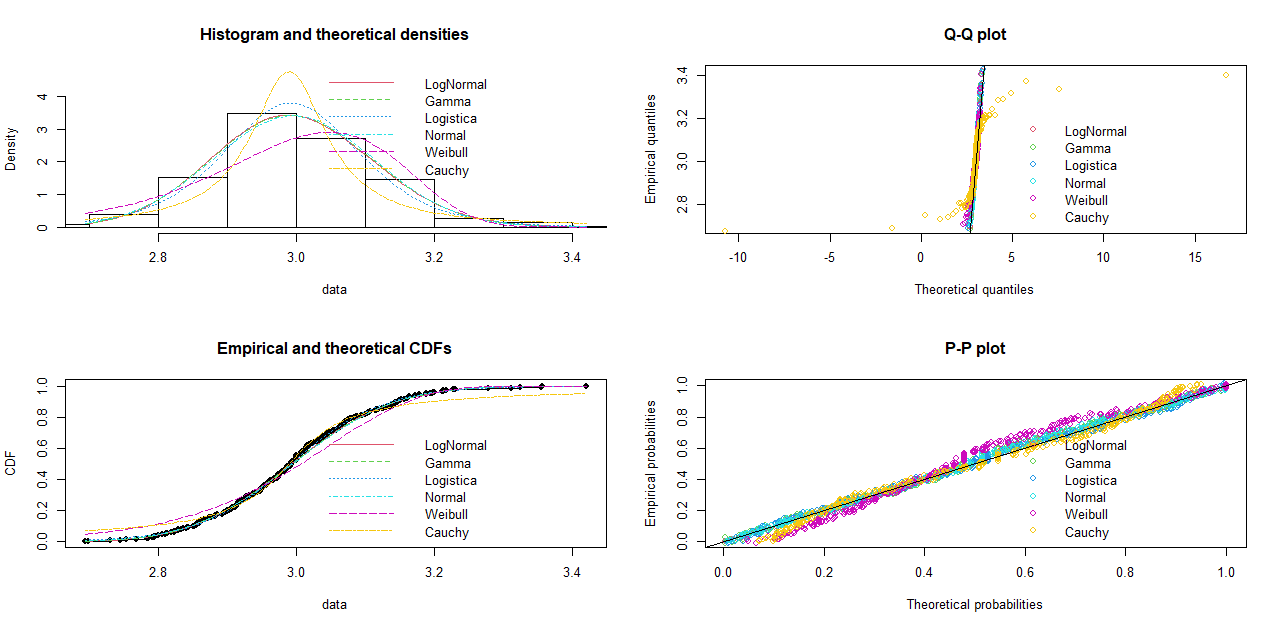 Histogram and theoretical densities
Density
0 1 2 3 4
LogNormal
Gamma
Logistica
Normal
Weibull
Cauchy
2.8 3.0 3.2 3.4
data
Q-Q plot
Empirical quantiles
2.8 3.0 3.2 3.4
LogNormal
Gamma
Logistica
Normal
Weibull
Cauchy
-10 -5 0 5 10 15
Theoretical quantiles
Empirical and theoretical CDFs
CDF
0.0 0.2 0.4 0.6 0.8 1.0
LogNormal
Gamma
Logistica
Normal
Weibull
Cauchy
2.8 3.0 3.2 3.4
data
P-P plot
Empirical probabilities
0.0 0.2 0.4 0.6 0.8 1.0
LogNormal
Gamma
Logistica
Normal
Weibull
Cauchy
0.0 0.2 0.4 0.6 0.8 1.0
Theoretical probabilities